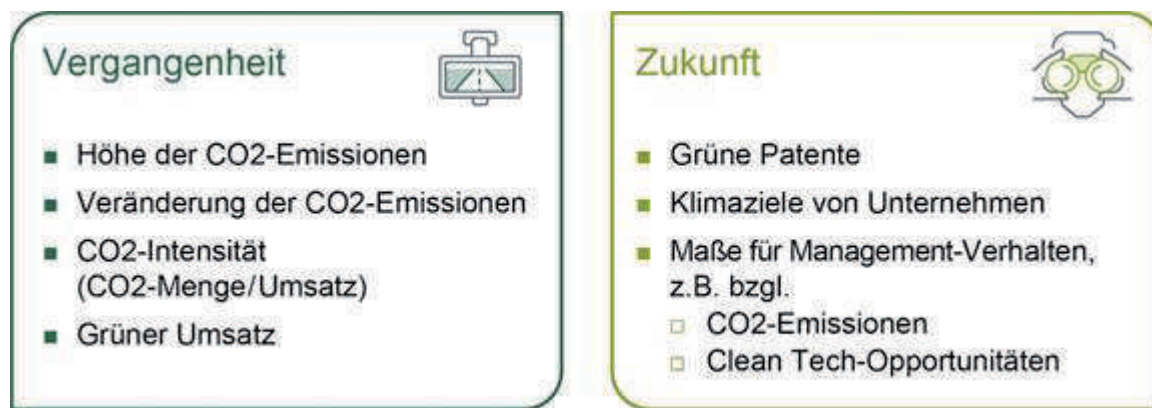 Vergangenheit
Höhe der CO2-Emissionen
Veränderung der CO2-Emissionen
CO2-Intensität
(CO2-Menge/Umsatz)
Grüner Umsatz
Zukunft
Grüne Patente
Klimaziele von Unternehmen
Maße für Management-Verhalten,
z.B. bzgl.
CO2-Emissionen
Clean Tech-Opportunitäten